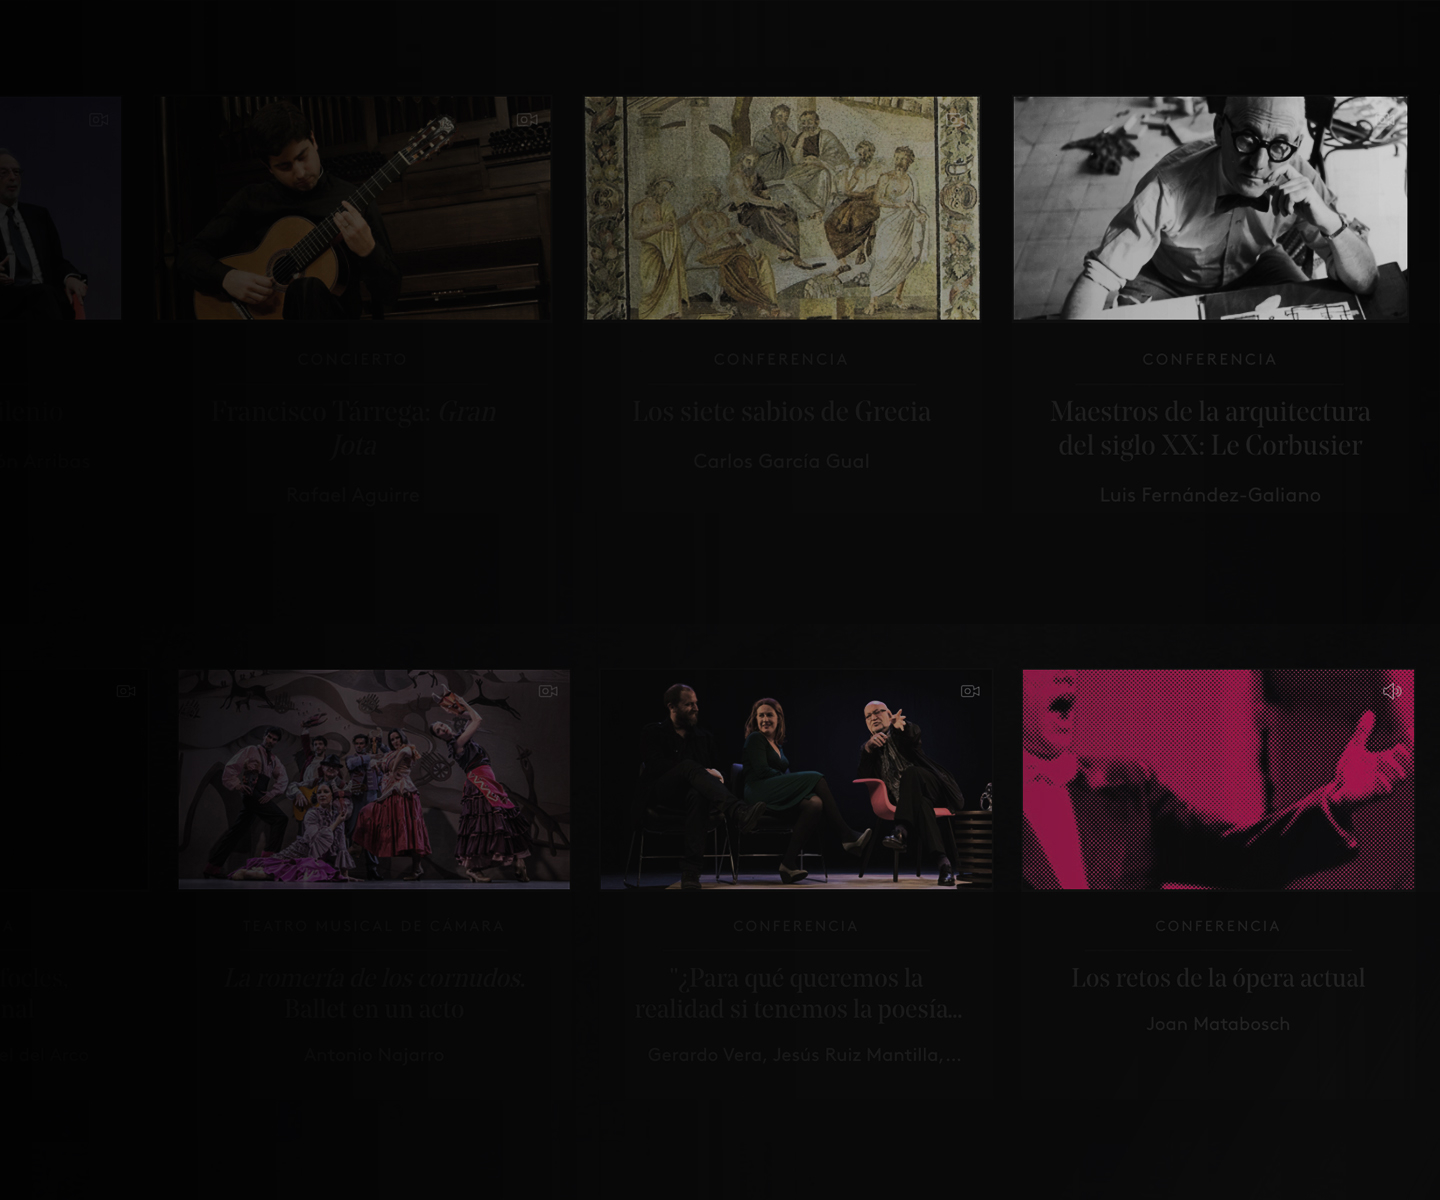 CONCIERTO
Francisco Tárrega: Gran
Jota
Rafael Aguirre
CONFERENCIA
Los siete sabios de Grecia
Carlos García Gual
CONFERENCIA
Maestros de la arquitectura
del siglo XX: Le Corbusier
Luis Fernández-Galiano
TEATRO MUSICAL DE CÁMARA
La romería de los cornudos.
Ballet en un acto
Antonio Najarro
CONFERENCIA
"¿Para qué queremos la
realidad si tenemos la poesía...
Gerardo Vera, Jesús Ruiz Mantilla,...
CONFERENCIA
Los retos de la ópera actual
Joan Matabosch